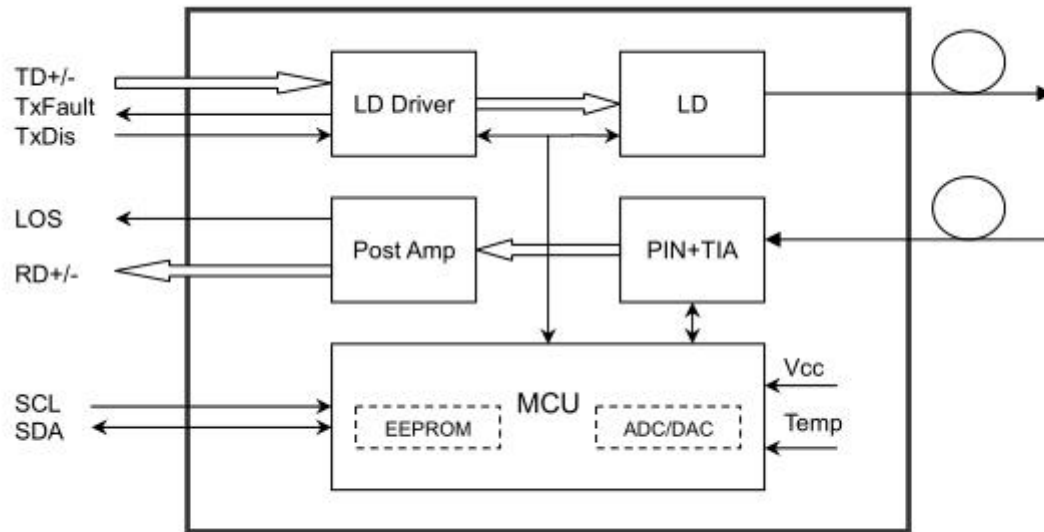 TD+/-
TxFault
TxDis
LD Driver
LD
LOS
RD+/-
Post Amp
PIN+TIA
SCL
SDA
MCU
EEPROM
ADC/DAC
Vcc
Temp